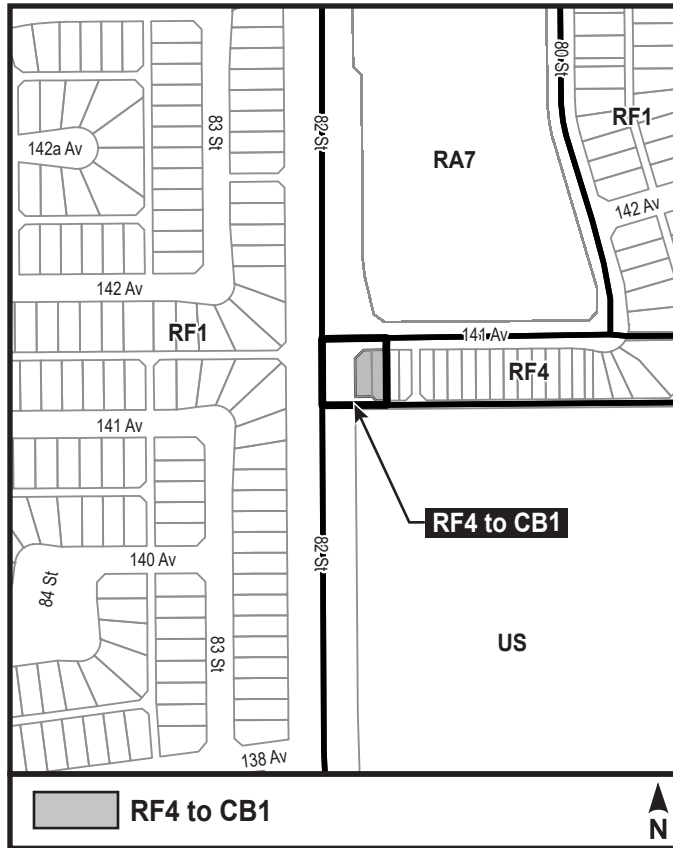 80 St
83 St
82 St
RF1
142a Av
RA7
142 Av
142 Av
RF1
141 Av
RF4
141 Av
RF4 to CB1
82 St
140 Av
84 St
83 St
US
138 Av
RF4 to CB1
N